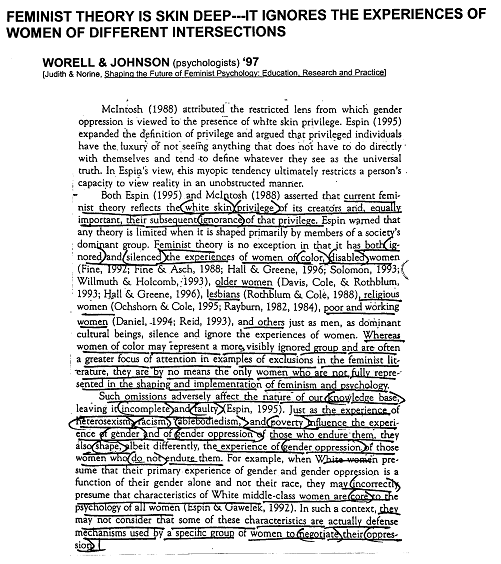 FEMINIST THEORY IS SKIN DEEP---IT IGNORES THE EXPERIENCES OF
WOMEN OF DIFFERENT INTERSECTIONS
WORELL & JOHNSON (psychologists) '97
[Judith & Norine, Shaping the Future of Feminist Psychology: Education, Research and Practice]
McIntosh (1988) attributed the restricted lens from which gender
oppression is viewed to the presence of white skin privilege. Espin (1995)
expanded the definition of privilege and argued that privileged individuals
have the luxury of not seeing anything that does not have to do directly
with themselves and tend to define whatever they see as the universal
truth. In Espin's view, this myopic tendency ultimately restricts a person's
capacity to view reality in an unobstructed manner.
Both Espin (1995) and McIntosh (1988) asserted that current femi-
nist theory reflects the white skin privilege of its creators and, equally
important, their subsequent ignorance of that privilege. Espin warned that
any theory is limited when it is shaped primarily by members of a society's
dominant group. Feminist theory is no exception in that it has both ig-
nored and silenced the experiences of women of color, disabled women
(Fine, 1992; Fine & Asch, 1988; Hall & Greene, 1996; Solomon, 1993;
Willmuth & Holcomb, 1993), older women (Davis, Cole, & Rothblum,
1993; Hall & Greene, 1996), lesbians (Rothblum & Cole, 1988), religious
women (Ochshorn & Cole, 1995; Rayburn, 1982, 1984), poor and working
women (Daniel, 1994; Reid, 1993), and others just as men, as dominant
cultural beings, silence and ignore the experiences of women. Whereas
women of color may represent a more visibly ignored group and are often
a greater focus of attention in examples of exclusions in the feminist lit-
erature, they are by no means the only women who are not fully repre-
sented in the shaping and implementation of feminism and psychology.
Such omissions adversely affect the nature of our knowledge base,
leaving it incomplete and faulty (Espin, 1995). Just as the experience of
heterosexism, racism, ablebodiedism, and poverty influence the experi-
ence of gender and of gender oppression of those who endure them, they
also shape, albeit differently, the experience of gender oppression of those
women who do not endure them. For example, when White women pre-
sume that their primary experience of gender and gender oppression is a
function of their gender alone and not their race, they may incorrectly
presume that characteristics of White middle-class women are core to the
psychology of all women (Espin & Gawelek, 1992). In such a context, they
may not consider that some of these characteristics are actually defense
mechanisms used by a specific group of women to negotiate their oppres-
sion.